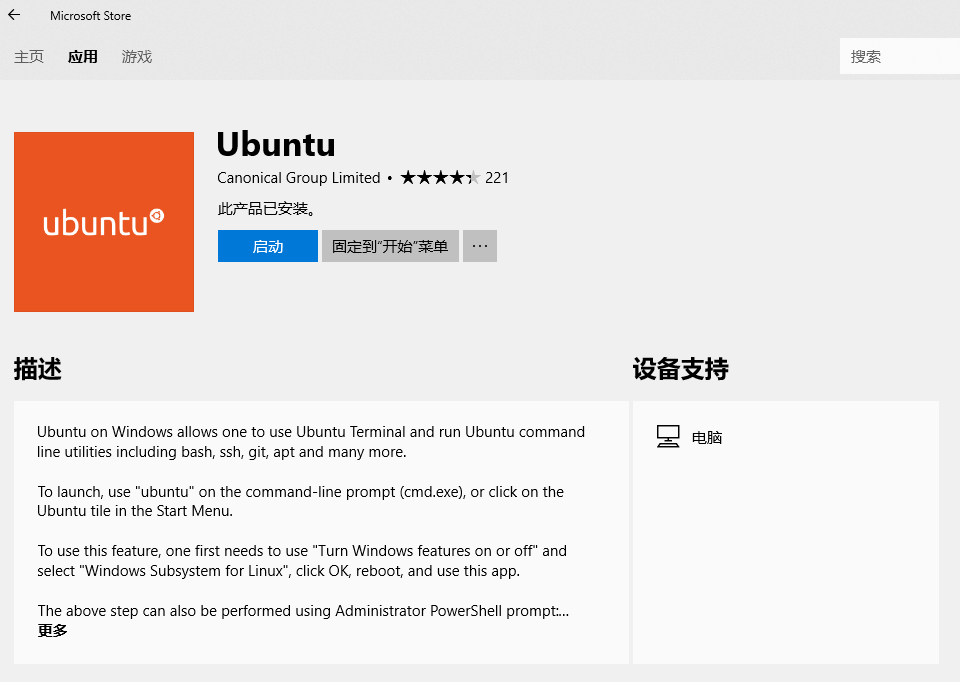 Microsoft Store
主页 应用 游戏 搜索
ubuntu
Ubuntu
Canonical Group Limited • 221
此产品已安装。
启动 固定到"开始"菜单 ···
描述 设备支持
Ubuntu on Windows allows one to use Ubuntu Terminal and run Ubuntu command
line utilities including bash, ssh, git, apt and many more.
To launch, use "ubuntu" on the command-line prompt (cmd.exe), or click on the
Ubuntu tile in the Start Menu.
To use this feature, one first needs to use "Turn Windows features on or off" and
select "Windows Subsystem for Linux", click OK, reboot, and use this app.
The above step can also be performed using Administrator PowerShell prompt:...
更多
电脑